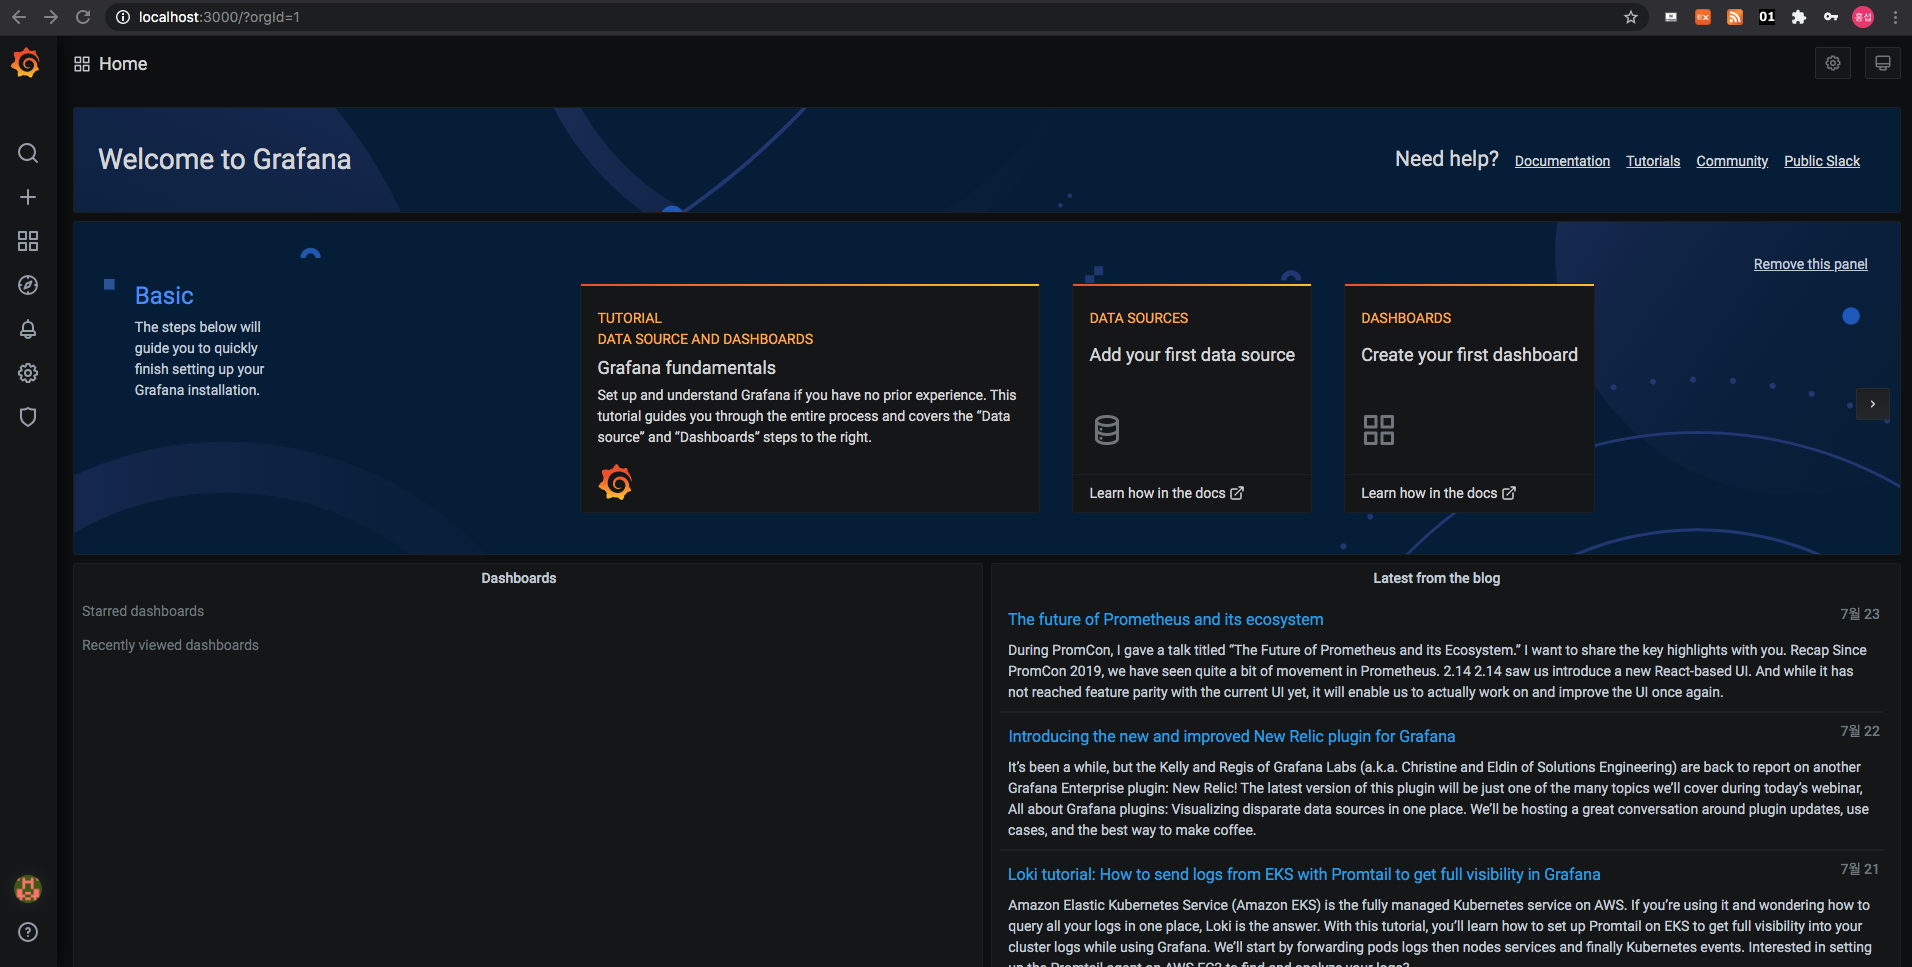 localhost:3000/?orgId=1
EX
01
홍섭
Home
Welcome to Grafana
Need help? Documentation Tutorials Community Public Slack
Remove this panel
Basic
The steps below will
guide you to quickly
finish setting up your
Grafana installation.
TUTORIAL
DATA SOURCE AND DASHBOARDS
Grafana fundamentals
Set up and understand Grafana if you have no prior experience. This
tutorial guides you through the entire process and covers the “Data
source” and “Dashboards” steps to the right.
DATA SOURCES
Add your first data source
Learn how in the docs
DASHBOARDS
Create your first dashboard
Learn how in the docs
Dashboards
Starred dashboards
Recently viewed dashboards
Latest from the blog
The future of Prometheus and its ecosystem
7월 23
During PromCon, I gave a talk titled “The Future of Prometheus and its Ecosystem.” I want to share the key highlights with you. Recap Since
PromCon 2019, we have seen quite a bit of movement in Prometheus. 2.14 2.14 saw us introduce a new React-based UI. And while it has
not reached feature parity with the current UI yet, it will enable us to actually work on and improve the UI once again.
Introducing the new and improved New Relic plugin for Grafana
7월 22
It’s been a while, but the Kelly and Regis of Grafana Labs (a.k.a. Christine and Eldin of Solutions Engineering) are back to report on another
Grafana Enterprise plugin: New Relic! The latest version of this plugin will be just one of the many topics we’ll cover during today’s webinar,
All about Grafana plugins: Visualizing disparate data sources in one place. We’ll be hosting a great conversation around plugin updates, use
cases, and the best way to make coffee.
Loki tutorial: How to send logs from EKS with Promtail to get full visibility in Grafana
7월 21
Amazon Elastic Kubernetes Service (Amazon EKS) is the fully managed Kubernetes service on AWS. If you’re using it and wondering how to
query all your logs in one place, Loki is the answer. With this tutorial, you’ll learn how to set up Promtail on EKS to get full visibility into your
cluster logs while using Grafana. We’ll start by forwarding pods logs then nodes services and finally Kubernetes events. Interested in setting
up the Promtail agent on AWS EC2 to find and analyze your logs?